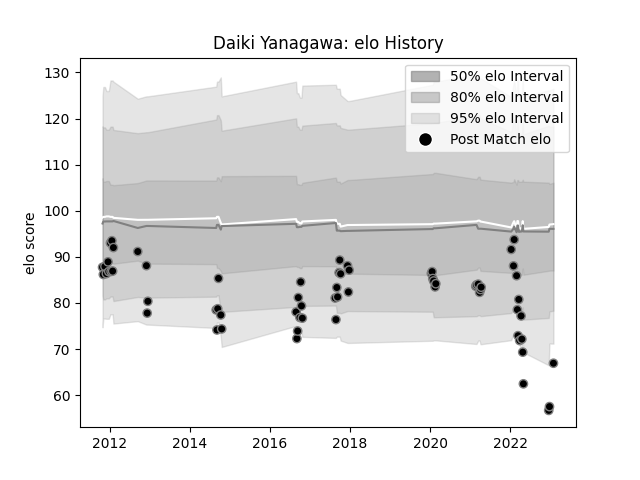 Daiki Yanagawa: elo History
50% elo Interval
80% elo Interval
95% elo Interval
Post Match elo
elo score
130
120
110
100
90
80
70
60
2012
2014
2016
2018
2020
2022